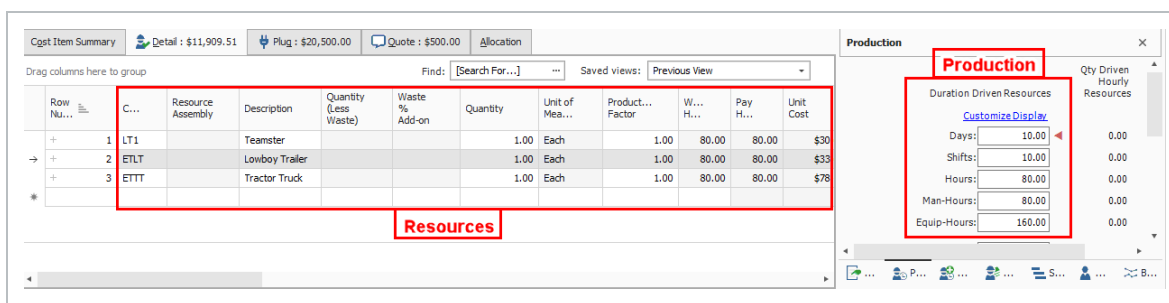 Cost Item Summary Detail : $11,909.51 Plug : $20,500.00 Quote : $500.00 Allocation
Drag columns here to group Find: [Search For...] ... Saved views: Previous View
Row Nu... C... Resource Assembly Description Quantity (Less Waste) Waste % Add-on Quantity Unit of Mea... Product... Factor W... H... Pay H... Unit Cost
1 LT1 Teamster 1.00 Each 1.00 80.00 80.00 $30
2 ETLT Lowboy Trailer 1.00 Each 1.00 80.00 80.00 $33
3 ETTT Tractor Truck 1.00 Each 1.00 80.00 80.00 $78
Resources
Production
Production
Qty Driven Hourly Resources
Duration Driven Resources
Customize Display
Days: 10.00 0.00
Shifts: 10.00 0.00
Hours: 80.00 0.00
Man-Hours: 80.00 0.00
Equip-Hours: 160.00 0.00
... P... ... ... S... ... B...